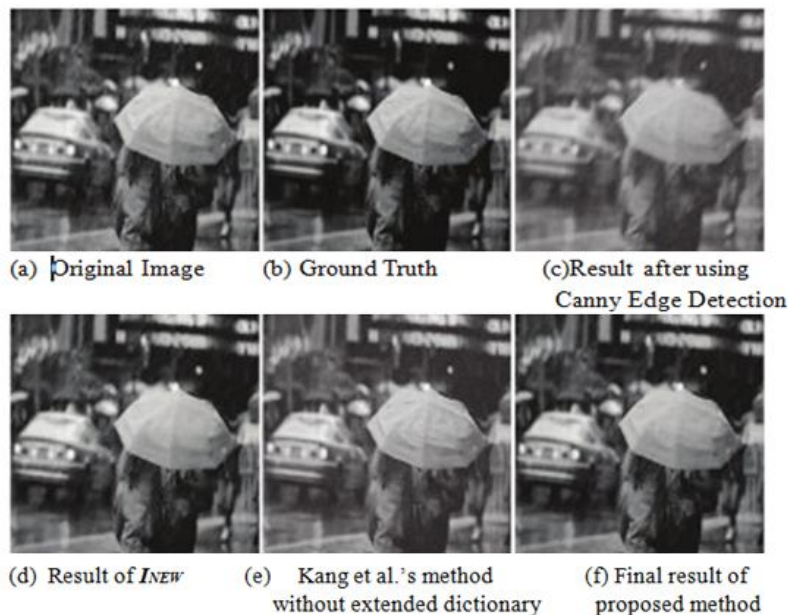 (a) Original Image
(b) Ground Truth
(c)Result after using
Canny Edge Detection
(d) Result of INEW
(e) Kang et al.'s method
without extended dictionary
(f) Final result of
proposed method